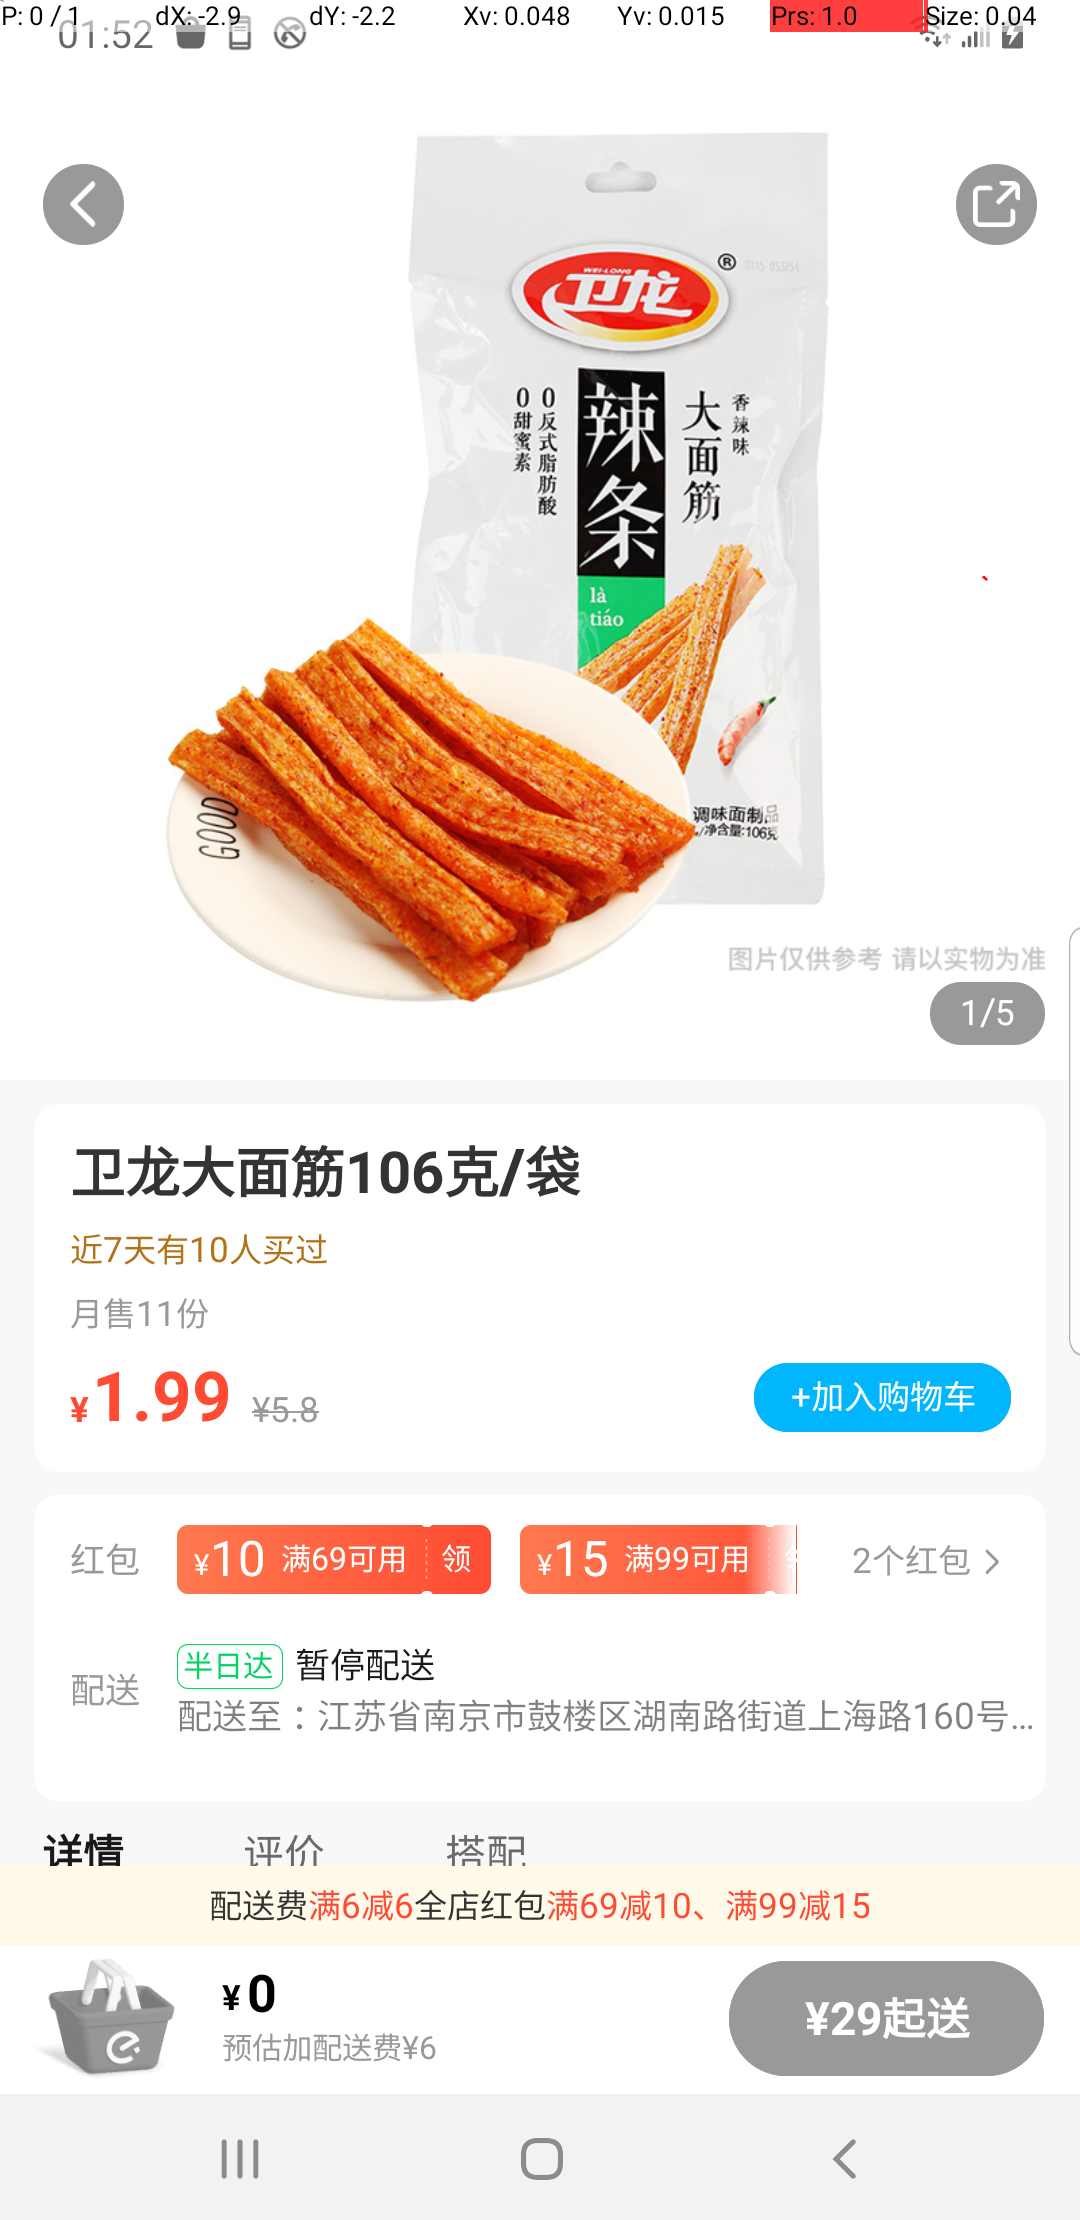 P: 0 / 1 dX: -2.9 dY: -2.2 Xv: 0.048 Yv: 0.015 Prs: 1.0 Size: 0.04
01:52
WEI-LONG
卫龙
®
0反式脂肪酸
0甜蜜素
辣条
là
tiáo
大面筋
香辣味
GOOD
调味面制品
/净含量:106克
图片仅供参考 请以实物为准
1/5
卫龙大面筋106克/袋
近7天有10人买过
月售11份
¥1.99 ¥5.8 +加入购物车
红包 ¥10 满69可用 领 ¥15 满99可用 2个红包
配送 半日达 暂停配送
配送至：江苏省南京市鼓楼区湖南路街道上海路160号...
详情 评价 搭配
配送费满6减6全店红包满69减10、满99减15
¥0
预估加配送费¥6
¥29起送